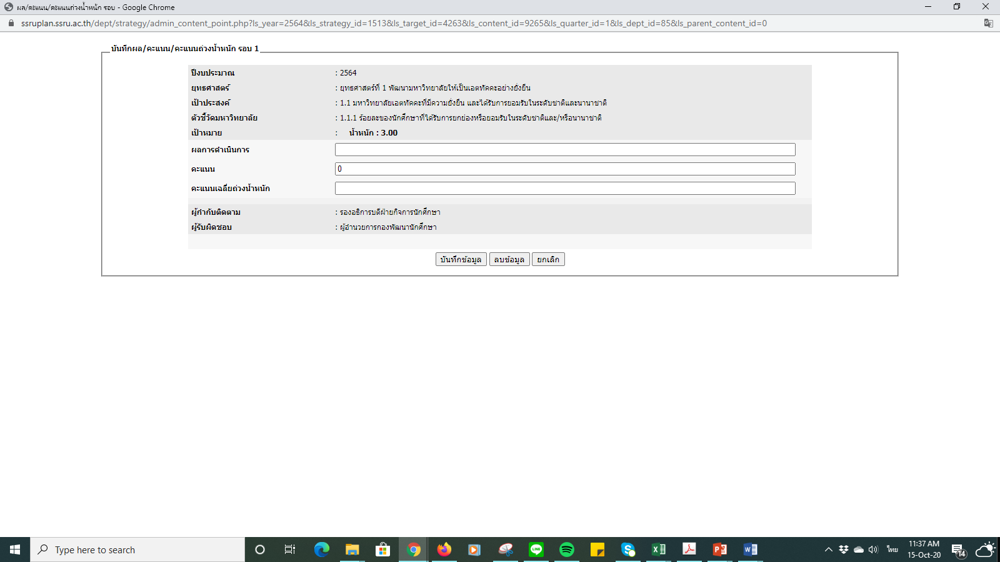 ผล/คะแนน/คะแนนถ่วงน้ำหนัก รอบ - Google Chrome
ssruplan.ssru.ac.th/dept/strategy/admin_content_point.php?ls_year=2564&ls_strategy_id=1513&ls_target_id=4263&ls_content_id=9265&ls_quarter_id=1&ls_dept_id=85&ls_parent_content_id=0
บันทึกผล/คะแนน/คะแนนถ่วงน้ำหนัก รอบ 1
ปีงบประมาณ : 2564
ยุทธศาสตร์ : ยุทธศาสตร์ที่ 1 พัฒนามหาวิทยาลัยให้เป็นเอตทัคคะอย่างยั่งยืน
เป้าประสงค์ : 1.1 มหาวิทยาลัยเอตทัคคะที่มีความยั่งยืน และได้รับการยอมรับในระดับชาติและนานาชาติ
ตัวชี้วัดมหาวิทยาลัย : 1.1.1 ร้อยละของนักศึกษาที่ได้รับการยกย่องหรือยอมรับในระดับชาติและ/หรือนานาชาติ
เป้าหมาย : น้ำหนัก : 3.00
ผลการดำเนินการ
คะแนน 0
คะแนนเฉลี่ยถ่วงน้ำหนัก
ผู้กำกับติดตาม : รองอธิการบดีฝ่ายกิจการนักศึกษา
ผู้รับผิดชอบ : ผู้อำนวยการกองพัฒนานักศึกษา
บันทึกข้อมูล ลบข้อมูล ยกเลิก
Type here to search
ไทย
11:37 AM
15-Oct-20
14